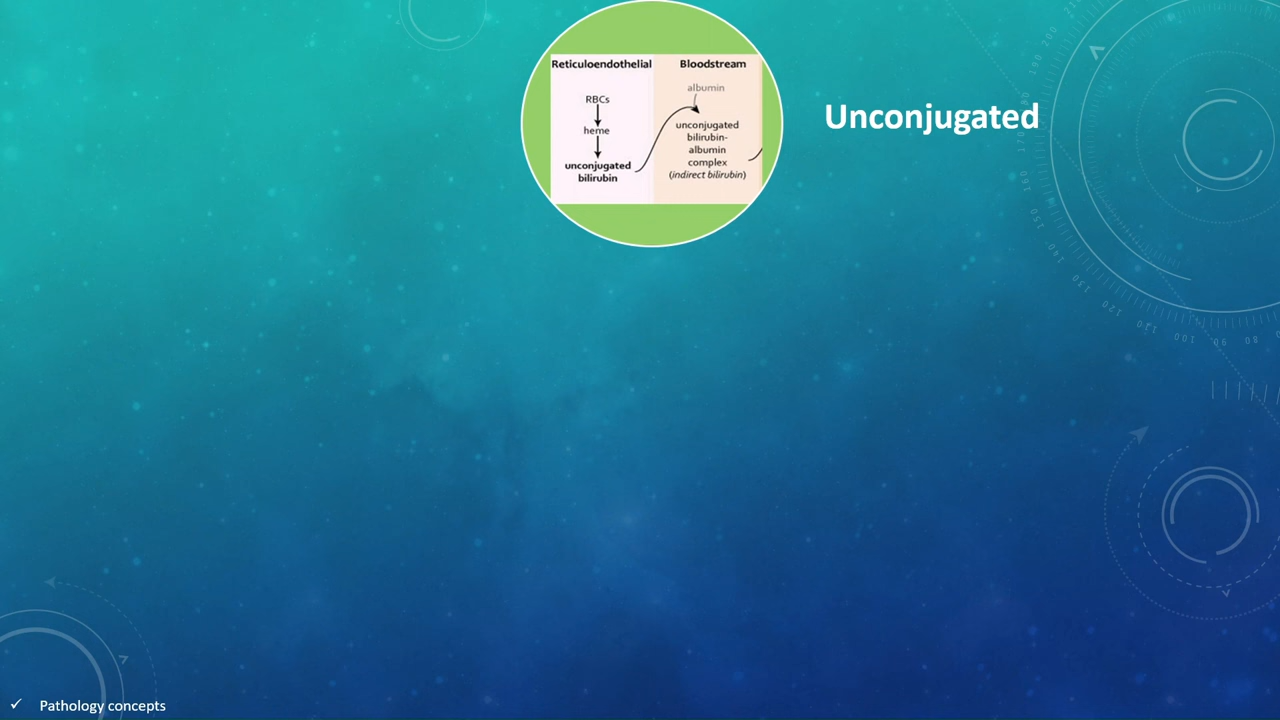 Reticuloendothelial
RBCs
heme
unconjugated
bilirubin
Bloodstream
albumin
unconjugated
bilirubin-
albumin
complex
(indirect bilirubin)
Unconjugated
✓ Pathology concepts